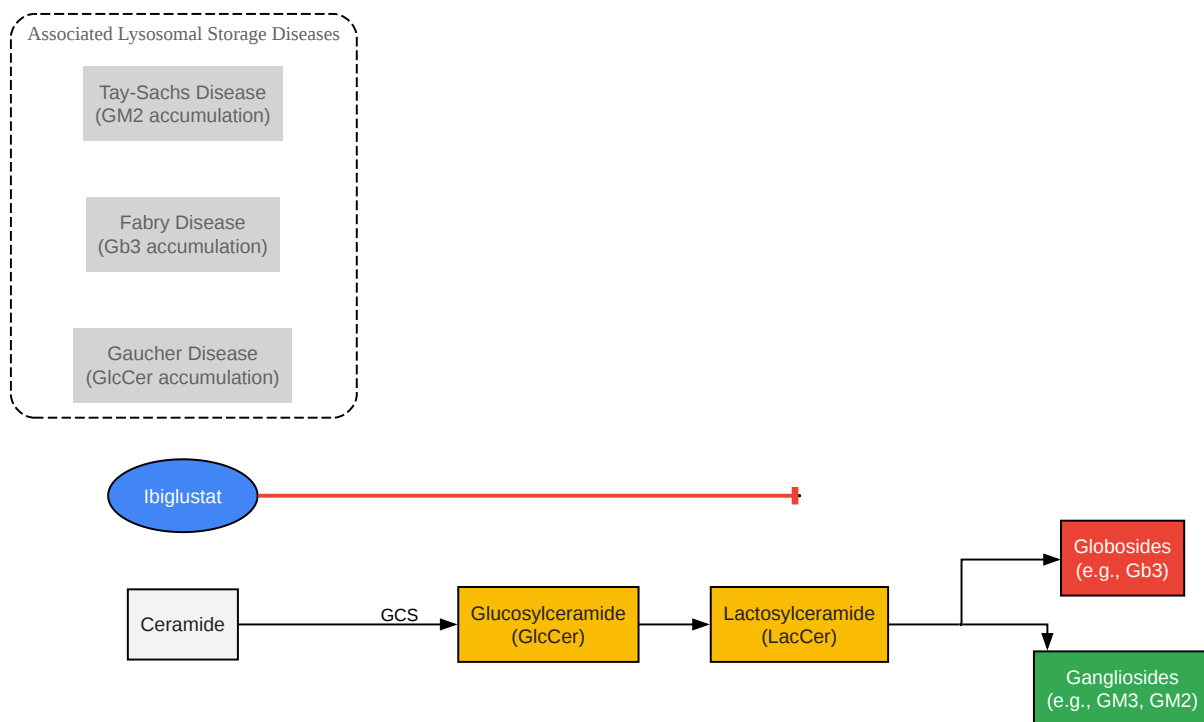 Associated Lysosomal Storage Diseases
Tay-Sachs Disease
(GM2 accumulation)
Fabry Disease
(Gb3 accumulation)
Gaucher Disease
(GlcCer accumulation)
Ibiglustat
Globosides
(e.g., Gb3)
Ceramide
GCS
Glucosylceramide
(GlcCer)
Lactosylceramide
(LacCer)
Gangliosides
(e.g., GM3, GM2)